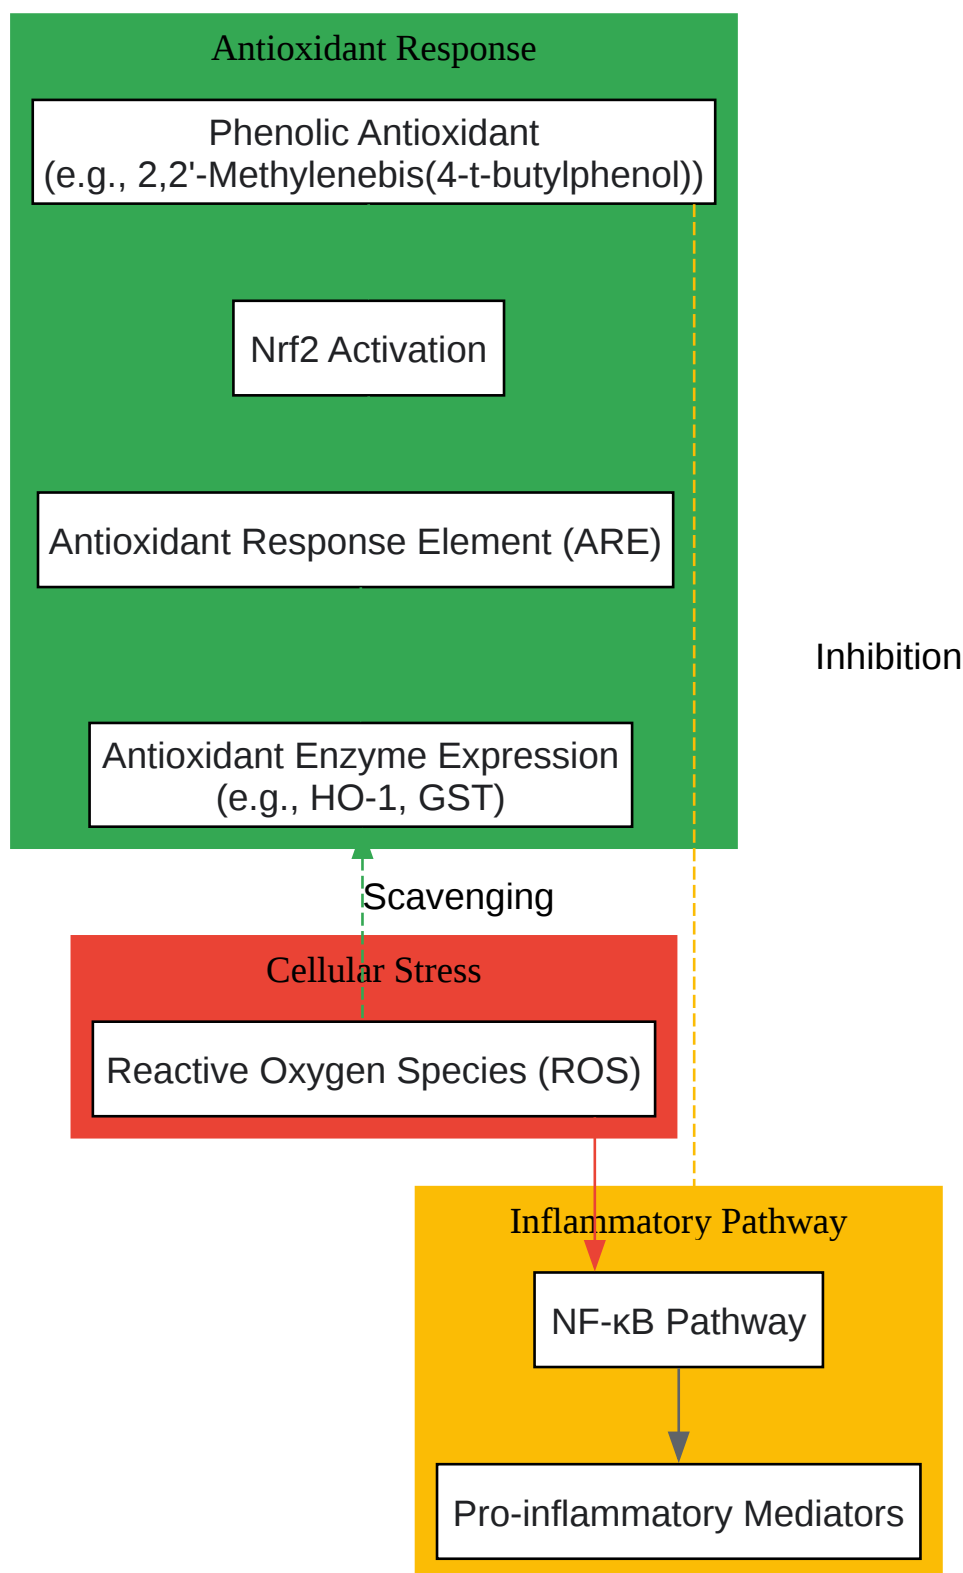 Antioxidant Response
Phenolic Antioxidant
(e.g., 2,2'-Methylenebis(4-t-butylphenol))
Nrf2 Activation
Antioxidant Response Element (ARE)
Inhibition
Antioxidant Enzyme Expression
(e.g., HO-1, GST)
Scavenging
Cellular Stress
Reactive Oxygen Species (ROS)
Inflammatory Pathway
NF-κB Pathway
Pro-inflammatory Mediators